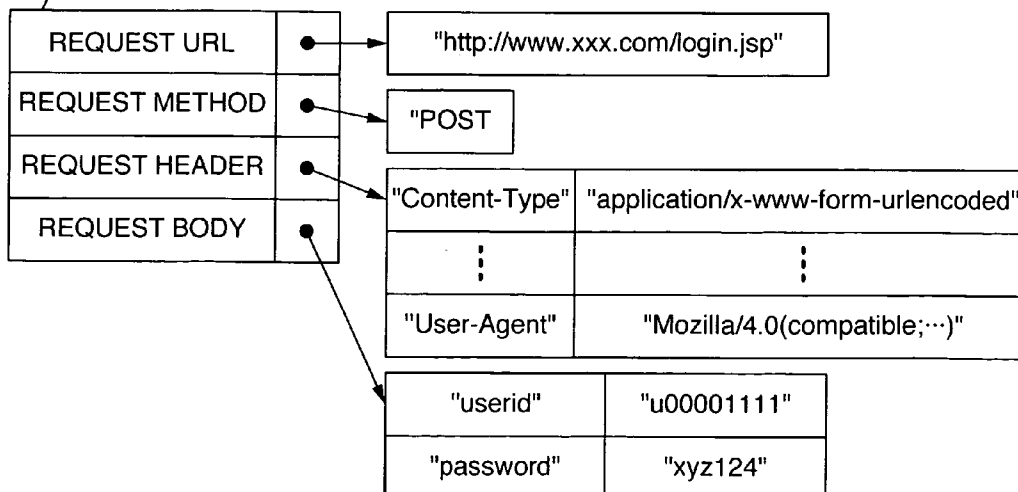 REQUEST URL "http://www.xxx.com/login.jsp"
REQUEST METHOD "POST
REQUEST HEADER
"Content-Type" "application/x-www-form-urlencoded"
REQUEST BODY
"User-Agent" "Mozilla/4.0(compatible;···)"
"userid" "u00001111"
"password" "xyz124"